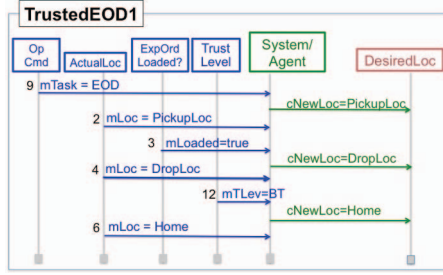 TrustedEOD1
Op
Cmd
ActualLoc
ExpOrd
Loaded?
Trust
Level
System/
Agent
DesiredLoc
9 mTask = EOD
cNewLoc=PickupLoc
2 mLoc = PickupLoc
3 mLoaded=true
cNewLoc=DropLoc
4 mLoc = DropLoc
12 mTLev=BT
cNewLoc=Home
6 mLoc = Home